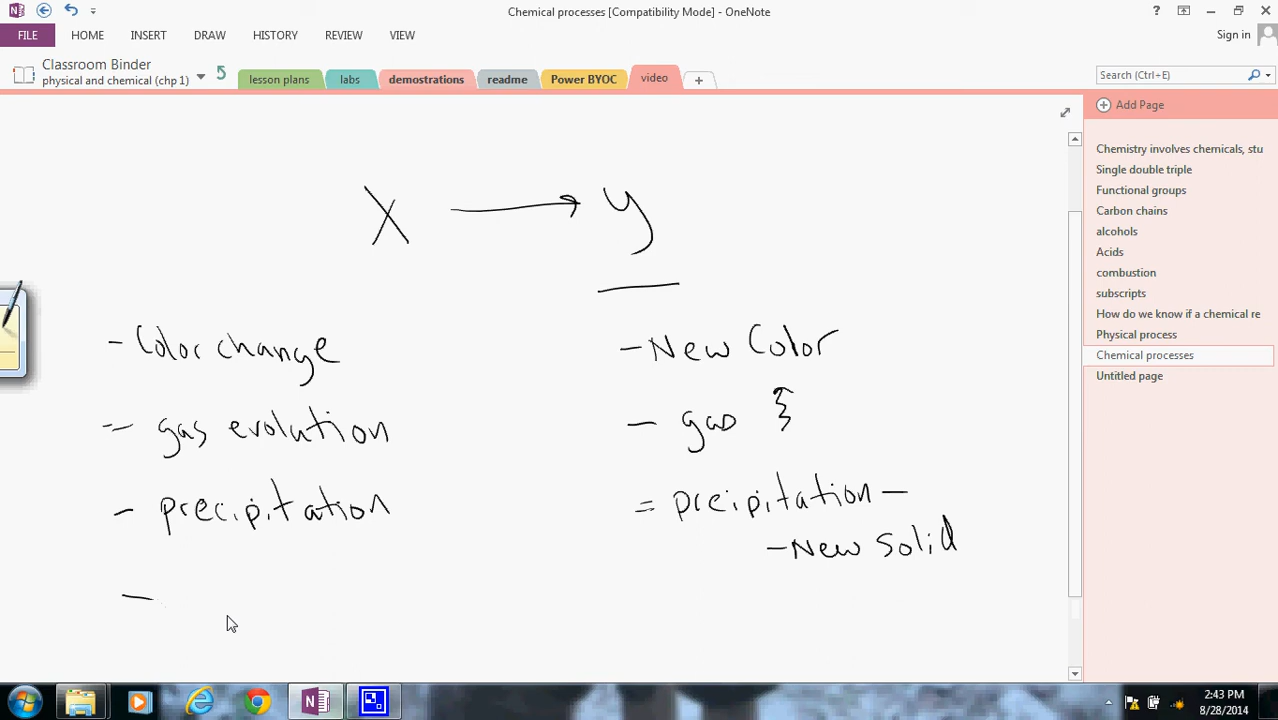 Chemical processes [Compatibility Mode] - OneNote
?
FILE HOME INSERT DRAW HISTORY REVIEW VIEW
Sign in
Classroom Binder
physical and chemical (chp 1)
lesson plans labs demostrations readme Power BYOC video +
Search (Ctrl+E)
Add Page
Chemistry involves chemicals, stu
Single double triple
Functional groups
Carbon chains
alcohols
Acids
combustion
subscripts
How do we know if a chemical re
Physical process
Chemical processes
Untitled page
X → y
- Color change - New Color
= gas evolution - gas
- precipitation = prcipitation -
- New Solid
-
2:43 PM
8/28/2014